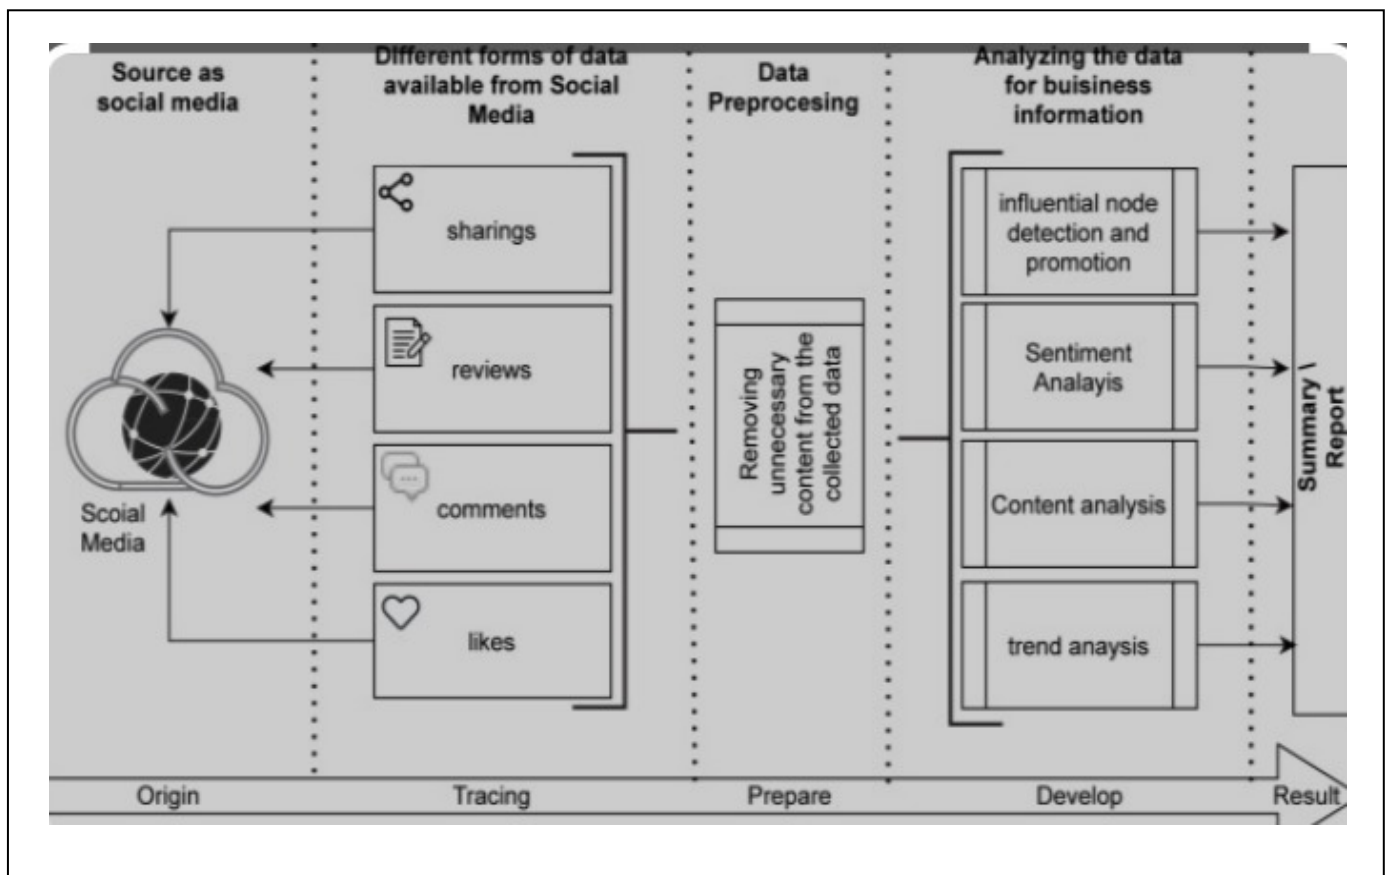 Source as
social media
Different forms of data
available from Social
Media
Data
Preprocesing
Analyzing the data
for buisiness
information
sharings
reviews
comments
likes
Scoial
Media
Removing
unnecessary
content from the
collected data
influential node
detection and
promotion
Sentiment
Analayis
Content analysis
trend anaysis
Summary \
Report
Origin
Tracing
Prepare
Develop
Result